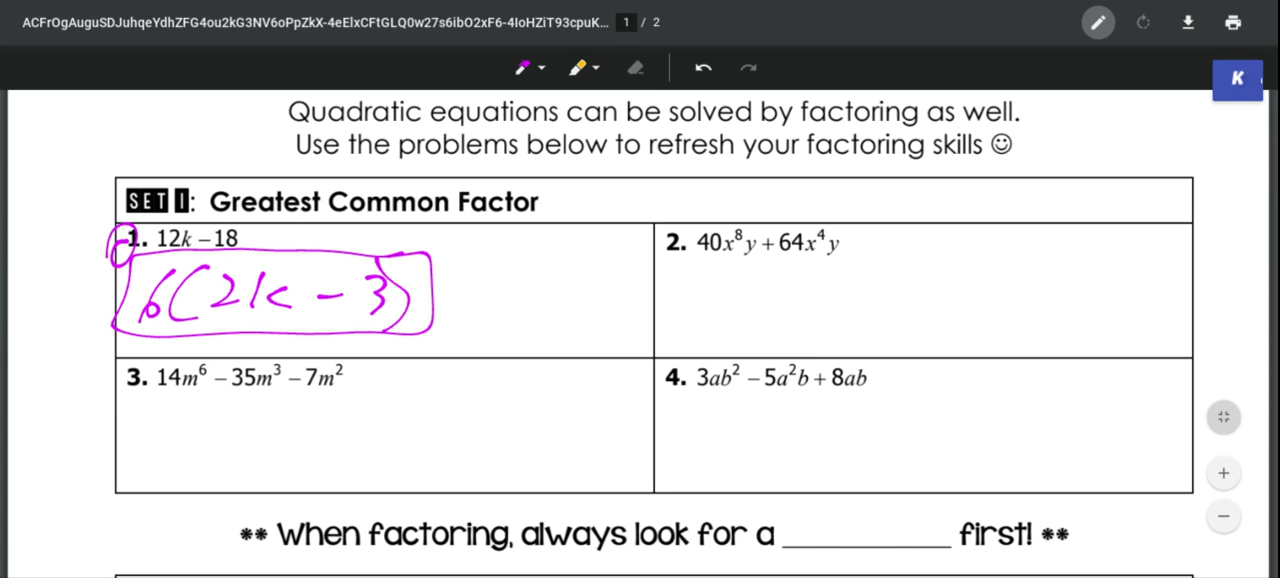 ACFrOgAuguSDJuhqeYdhZFG4ou2kG3NV6oPpZkX-4eElxCFtGLQ0w27s6ibO2xF6-4IoHZiT93cpuK... 1 / 2
K
Quadratic equations can be solved by factoring as well.
Use the problems below to refresh your factoring skills ☺
SET I: Greatest Common Factor
1. 12k – 18
6(2k - 3)
2. 40x⁸y + 64x⁴y
3. 14m⁶ – 35m³ – 7m²
4. 3ab² – 5a²b + 8ab
** When factoring, always look for a __________ first! **